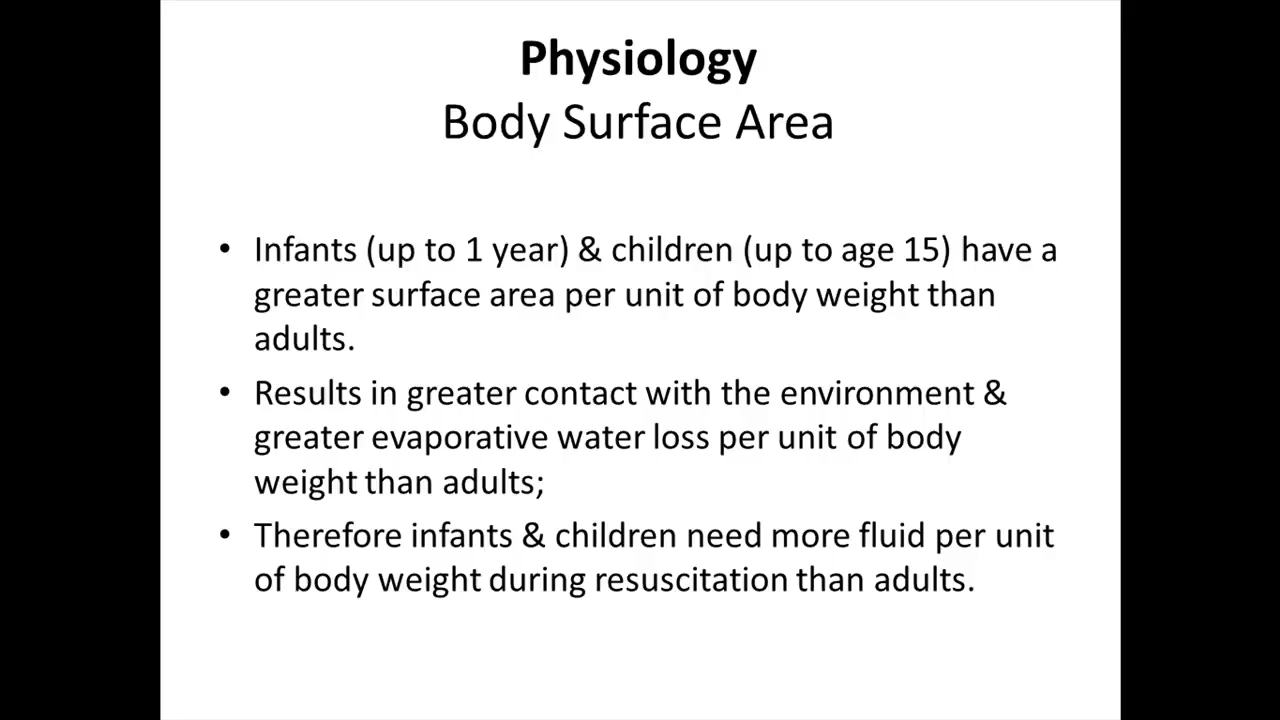 Physiology
Body Surface Area
• Infants (up to 1 year) & children (up to age 15) have a
greater surface area per unit of body weight than
adults.
• Results in greater contact with the environment &
greater evaporative water loss per unit of body
weight than adults;
• Therefore infants & children need more fluid per unit
of body weight during resuscitation than adults.